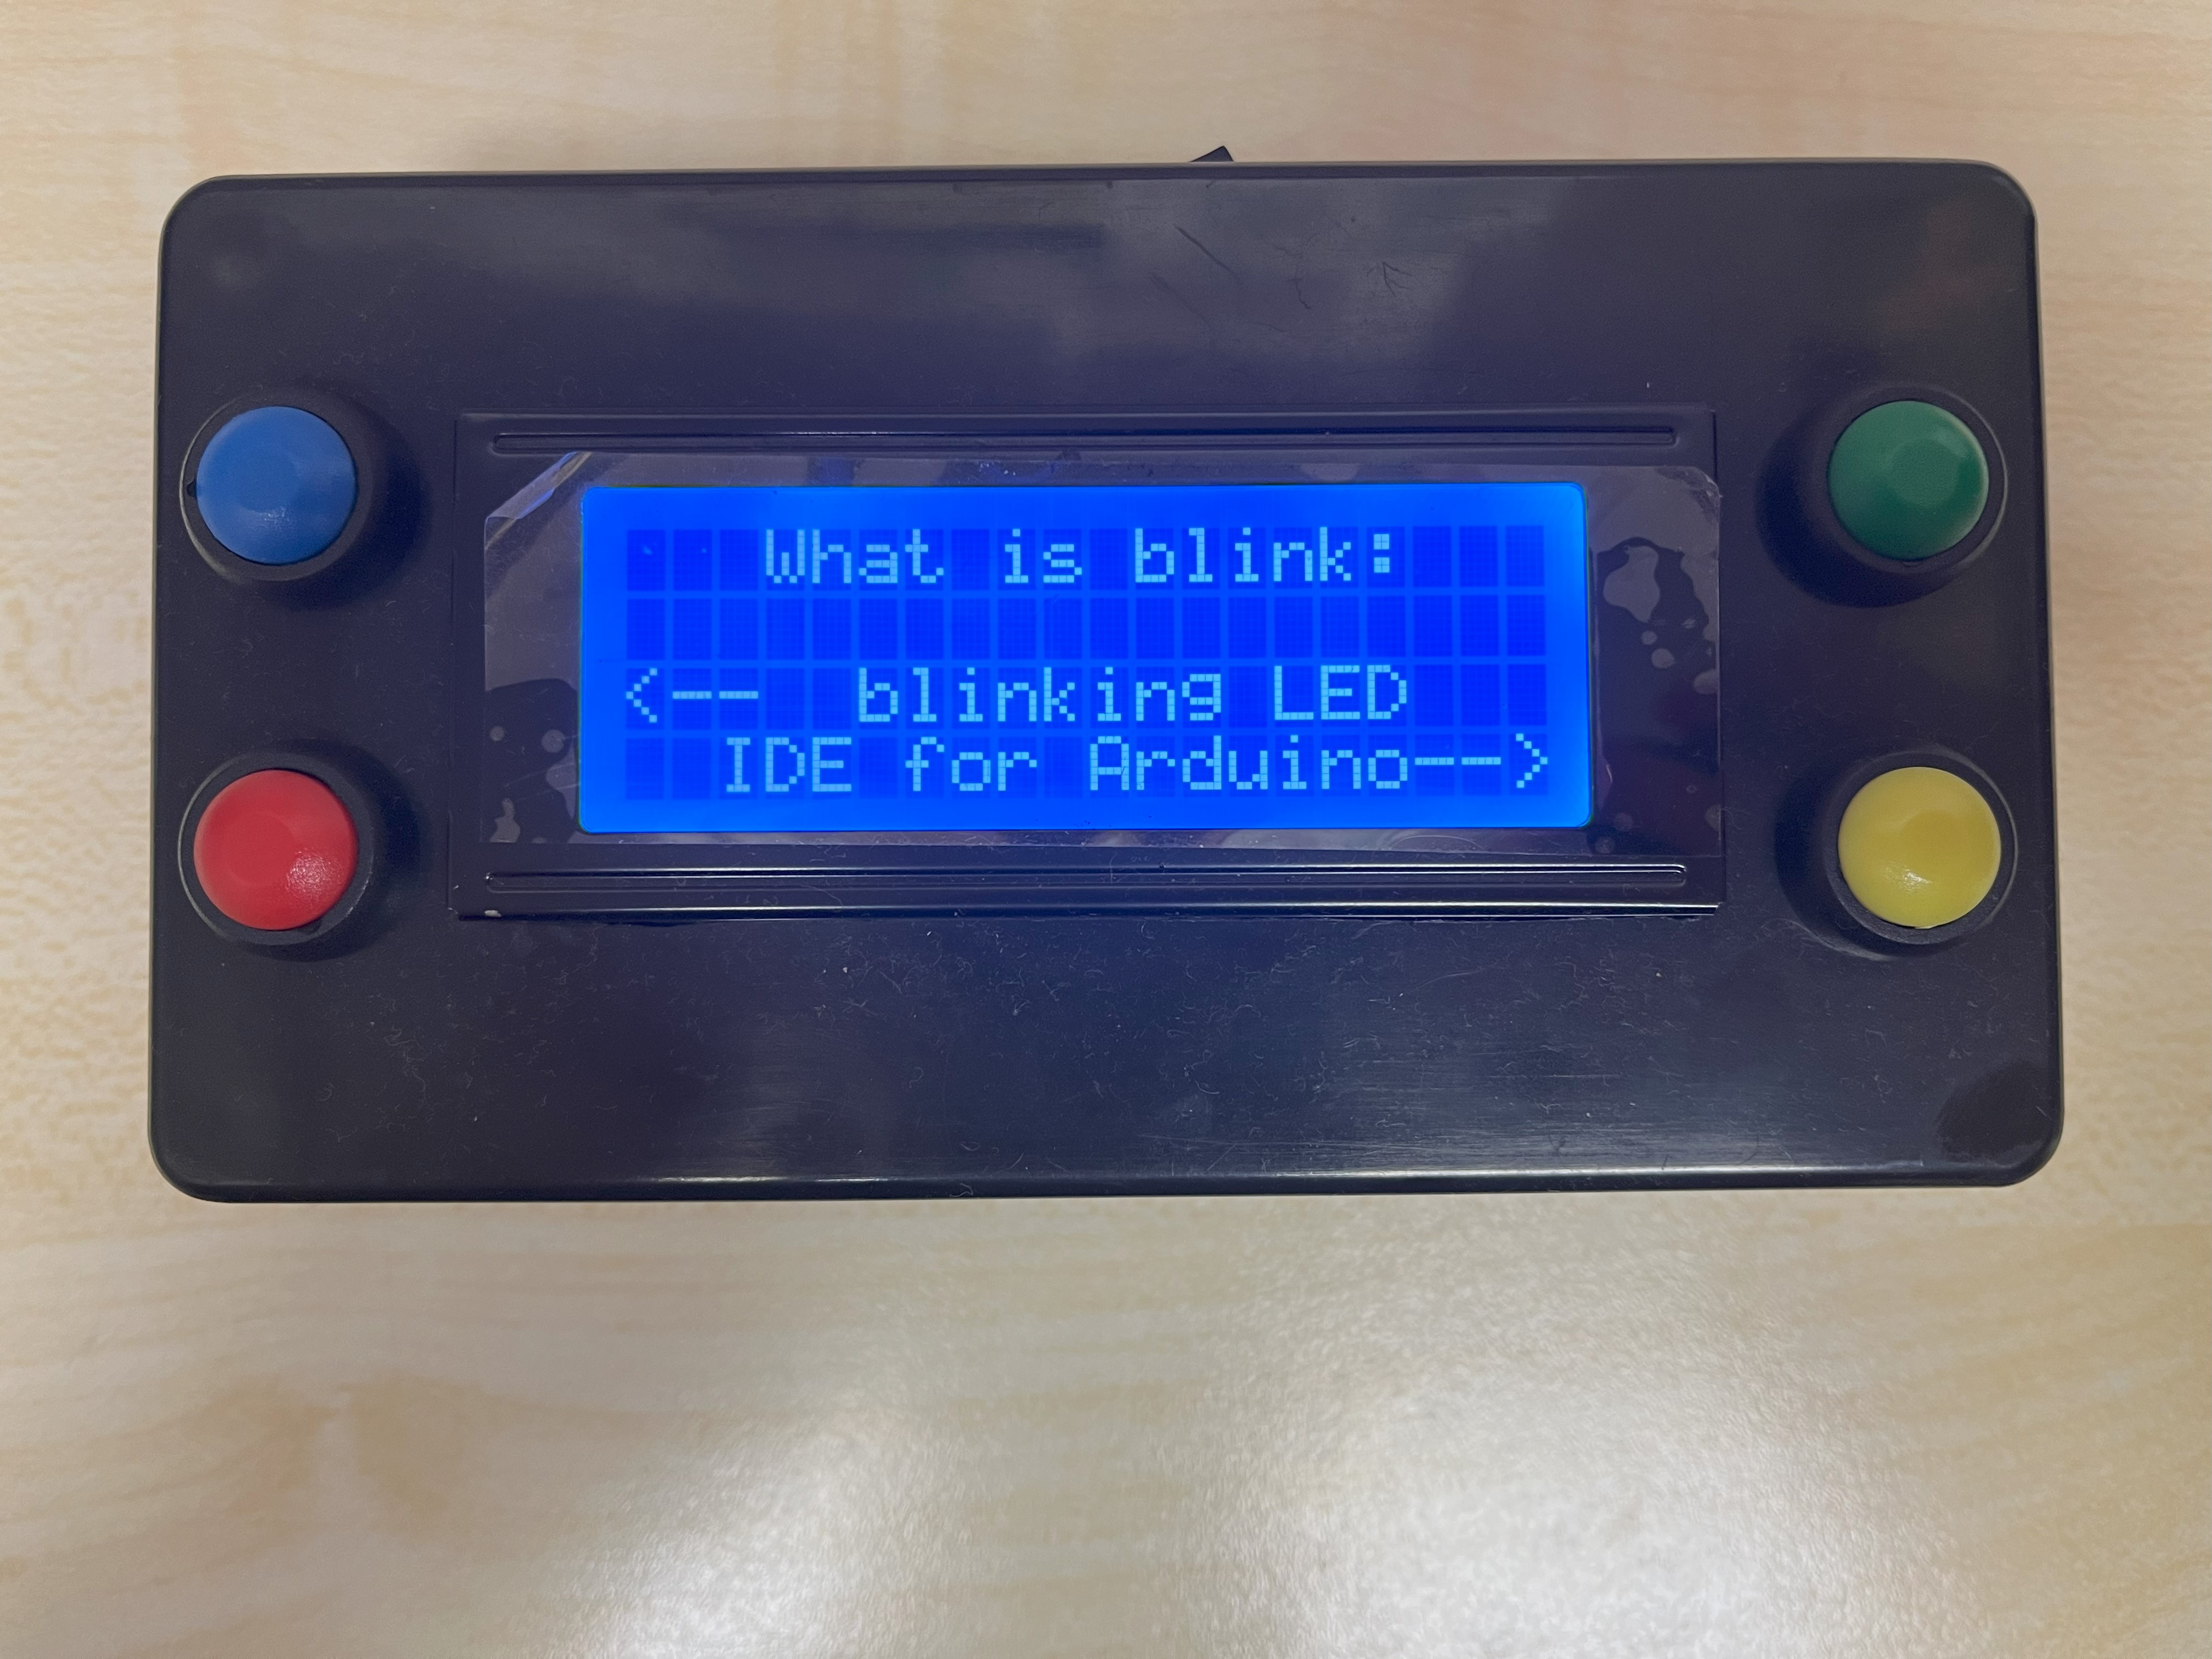 What is blink:
<-- blinking LED
IDE for Arduino-->